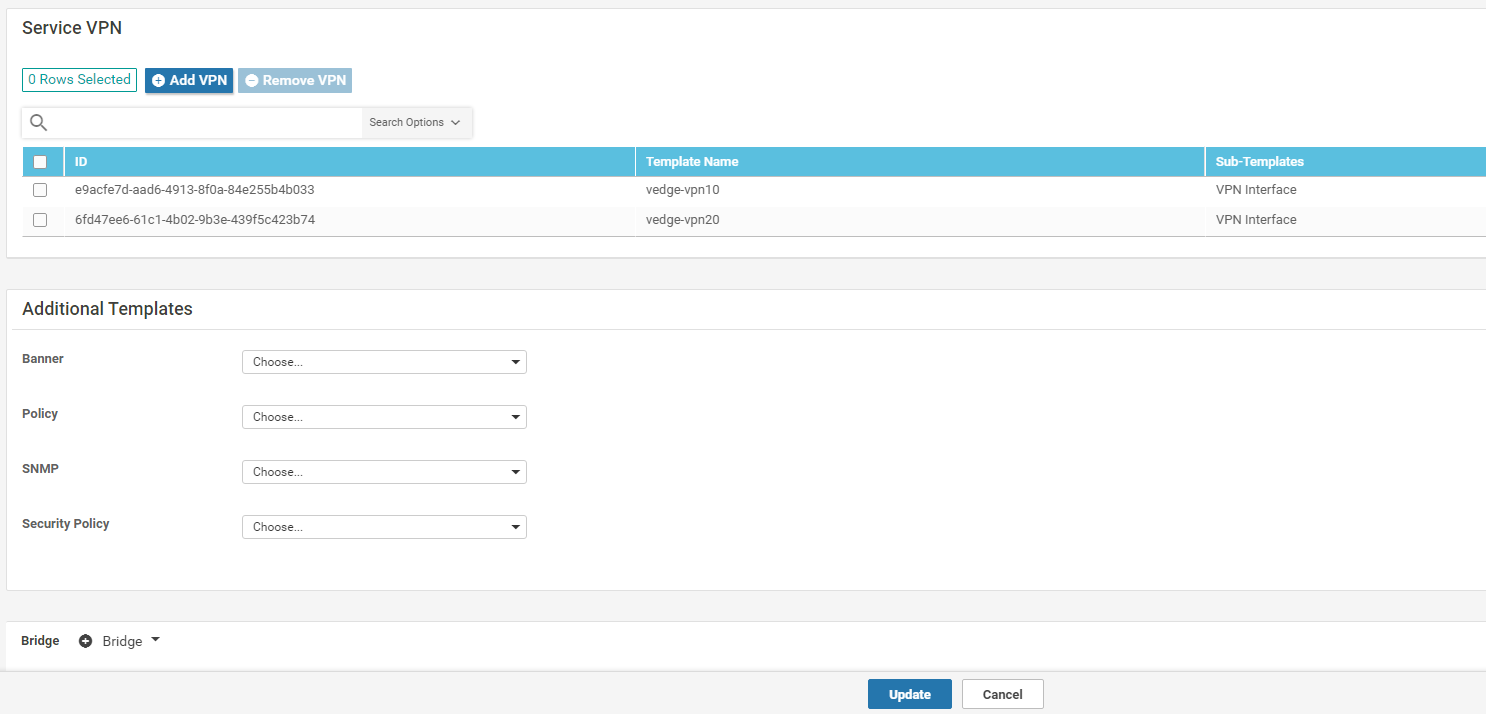 Service VPN
0 Rows Selected Add VPN Remove VPN
Search Options
ID Template Name Sub-Templates
e9acfe7d-aad6-4913-8f0a-84e255b4b033 vedge-vpn10 VPN Interface
6fd47ee6-61c1-4b02-9b3e-439f5c423b74 vedge-vpn20 VPN Interface
Additional Templates
Banner Choose...
Policy Choose...
SNMP Choose...
Security Policy Choose...
Bridge Bridge
Update Cancel